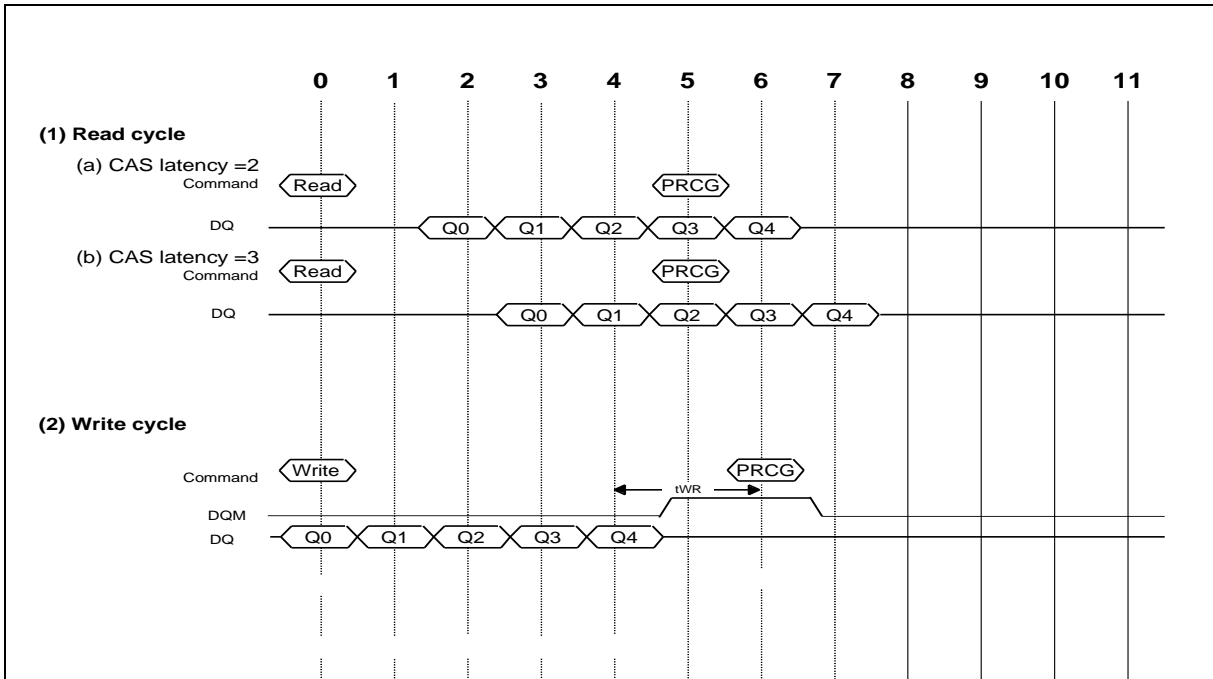 0 1 2 3 4 5 6 7 8 9 10 11
(1) Read cycle
(a) CAS latency =2
Command Read PRCG
DQ Q0 Q1 Q2 Q3 Q4
(b) CAS latency =3
Command Read PRCG
DQ Q0 Q1 Q2 Q3 Q4
(2) Write cycle
Command Write PRCG
tWR
DQM
DQ Q0 Q1 Q2 Q3 Q4